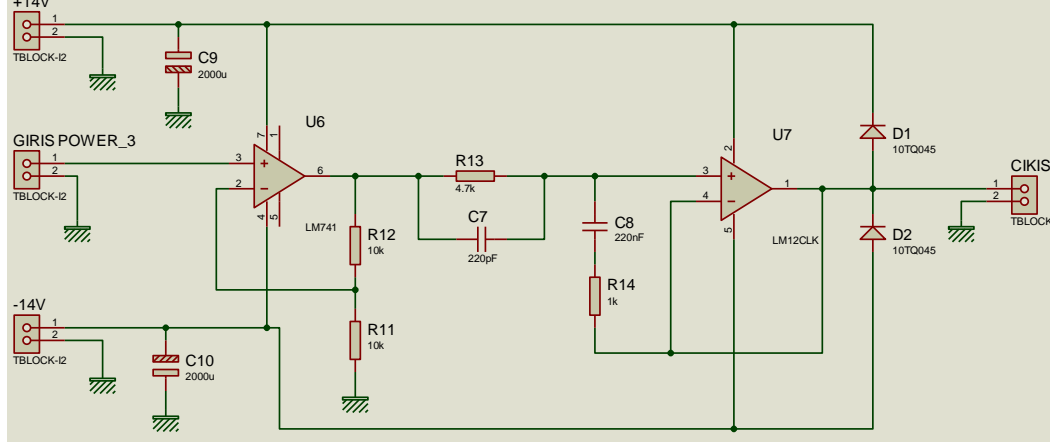 +14V
1
2
TBLOCK-I2
C9
2000u
GIRIS POWER_3
1
2
TBLOCK-I2
U6
7
1
3
2
6
4
5
LM741
R13
4.7k
C7
220pF
R12
10k
R11
10k
C8
220nF
R14
1k
U7
2
3
4
1
5
LM12CLK
D1
10TQ045
D2
10TQ045
CIKIS
1
2
TBLOCK
-14V
1
2
TBLOCK-I2
C10
2000u